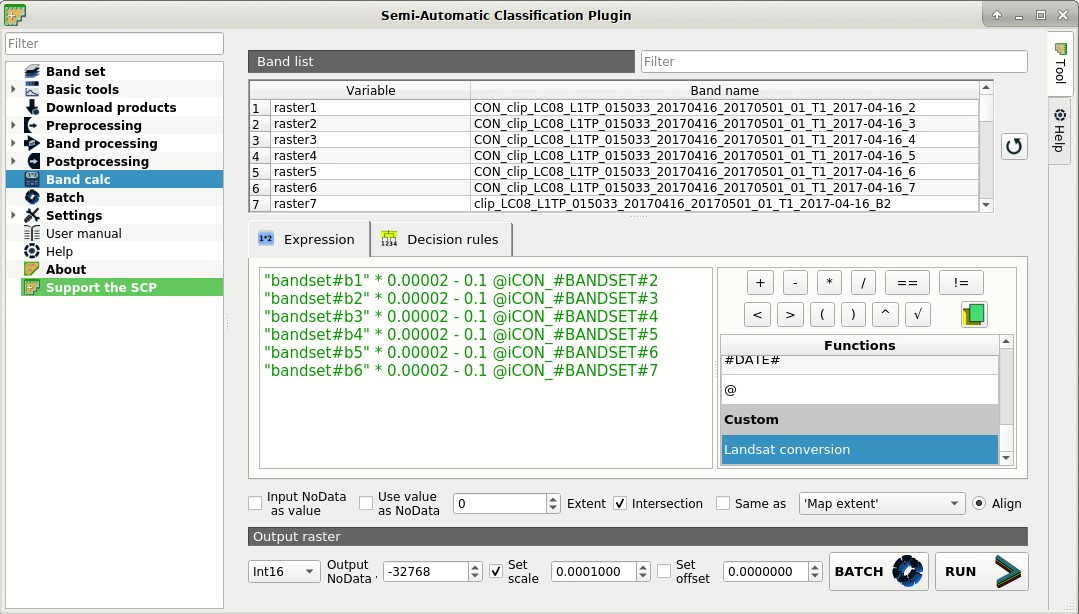 Semi-Automatic Classification Plugin
Filter
Band set
Basic tools
Download products
Preprocessing
Band processing
Postprocessing
Band calc
Batch
Settings
User manual
Help
About
Support the SCP
Band list
Filter
Variable Band name
1 raster1 CON_clip_LC08_L1TP_015033_20170416_20170501_01_T1_2017-04-16_2
2 raster2 CON_clip_LC08_L1TP_015033_20170416_20170501_01_T1_2017-04-16_3
3 raster3 CON_clip_LC08_L1TP_015033_20170416_20170501_01_T1_2017-04-16_4
4 raster4 CON_clip_LC08_L1TP_015033_20170416_20170501_01_T1_2017-04-16_5
5 raster5 CON_clip_LC08_L1TP_015033_20170416_20170501_01_T1_2017-04-16_6
6 raster6 CON_clip_LC08_L1TP_015033_20170416_20170501_01_T1_2017-04-16_7
7 raster7 clip_LC08_L1TP_015033_20170416_20170501_01_T1_2017-04-16_B2
Tool
Help
1*2 Expression
1234 Decision rules
"bandset#b1" * 0.00002 - 0.1 @iCON_#BANDSET#2
"bandset#b2" * 0.00002 - 0.1 @iCON_#BANDSET#3
"bandset#b3" * 0.00002 - 0.1 @iCON_#BANDSET#4
"bandset#b4" * 0.00002 - 0.1 @iCON_#BANDSET#5
"bandset#b5" * 0.00002 - 0.1 @iCON_#BANDSET#6
"bandset#b6" * 0.00002 - 0.1 @iCON_#BANDSET#7
+ - * / == !=
< > ( ) ^ √
Functions
#DATE#
@
Custom
Landsat conversion
Input NoData
as value
Use value
as NoData
0
Extent
Intersection
Same as
'Map extent'
Align
Output raster
Int16
Output
NoData
-32768
Set
scale
0.0001000
Set
offset
0.0000000
BATCH
RUN